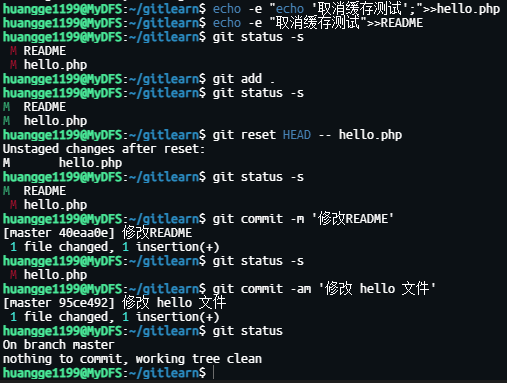 huangge1199@MyDFS:~/gitlearn$ echo -e "echo '取消缓存测试';">>hello.php
huangge1199@MyDFS:~/gitlearn$ echo -e "取消缓存测试">>README
huangge1199@MyDFS:~/gitlearn$ git status -s
 M README
 M hello.php
huangge1199@MyDFS:~/gitlearn$ git add .
huangge1199@MyDFS:~/gitlearn$ git status -s
M  README
M  hello.php
huangge1199@MyDFS:~/gitlearn$ git reset HEAD -- hello.php
Unstaged changes after reset:
M       hello.php
huangge1199@MyDFS:~/gitlearn$ git status -s
M  README
 M hello.php
huangge1199@MyDFS:~/gitlearn$ git commit -m '修改README'
[master 40eaa0e] 修改README
 1 file changed, 1 insertion(+)
huangge1199@MyDFS:~/gitlearn$ git status -s
 M hello.php
huangge1199@MyDFS:~/gitlearn$ git commit -am '修改 hello 文件'
[master 95ce492] 修改 hello 文件
 1 file changed, 1 insertion(+)
huangge1199@MyDFS:~/gitlearn$ git status
On branch master
nothing to commit, working tree clean
huangge1199@MyDFS:~/gitlearn$